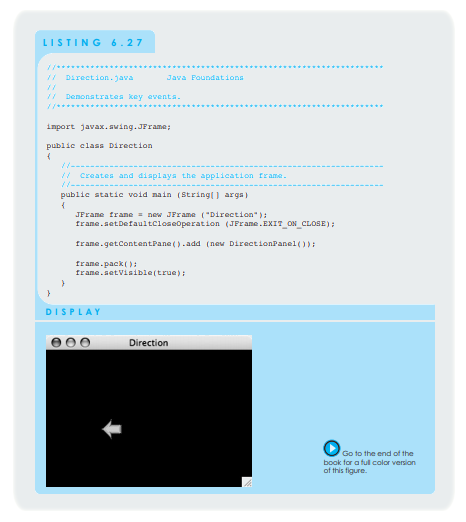 LISTING 6.27
//********************************************************************
//  Direction.java       Java Foundations
//
//  Demonstrates key events.
//********************************************************************
import javax.swing.JFrame;
public class Direction
{
   //-----------------------------------------------------------------
   //  Creates and displays the application frame.
   //-----------------------------------------------------------------
   public static void main (String[] args)
   {
      JFrame frame = new JFrame ("Direction");
      frame.setDefaultCloseOperation (JFrame.EXIT_ON_CLOSE);
      frame.getContentPane().add (new DirectionPanel());
      frame.pack();
      frame.setVisible(true);
   }
}
DISPLAY
Direction
Go to the end of the
book for a full color version
of this figure.